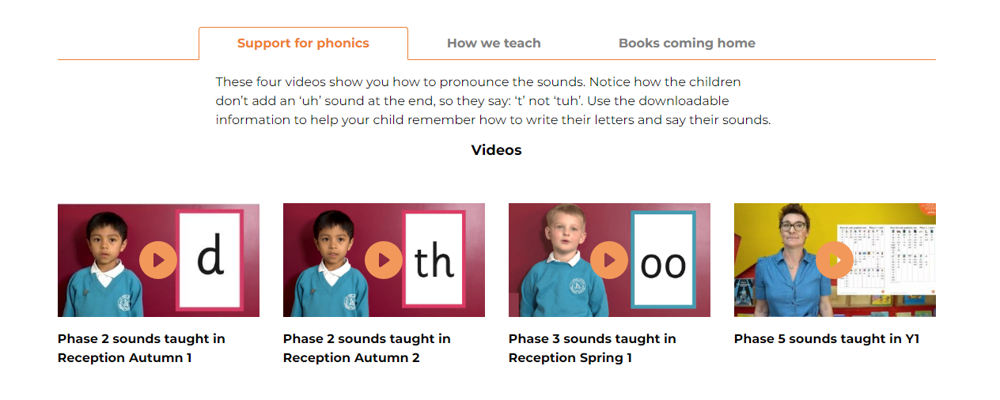 Support for phonics
How we teach
Books coming home
These four videos show you how to pronounce the sounds. Notice how the children
don’t add an ‘uh’ sound at the end, so they say: ‘t’ not ‘tuh’. Use the downloadable
information to help your child remember how to write their letters and say their sounds.
Videos
d
th
oo
Phase 2 sounds taught in
Reception Autumn 1
Phase 2 sounds taught in
Reception Autumn 2
Phase 3 sounds taught in
Reception Spring 1
Phase 5 sounds taught in Y1